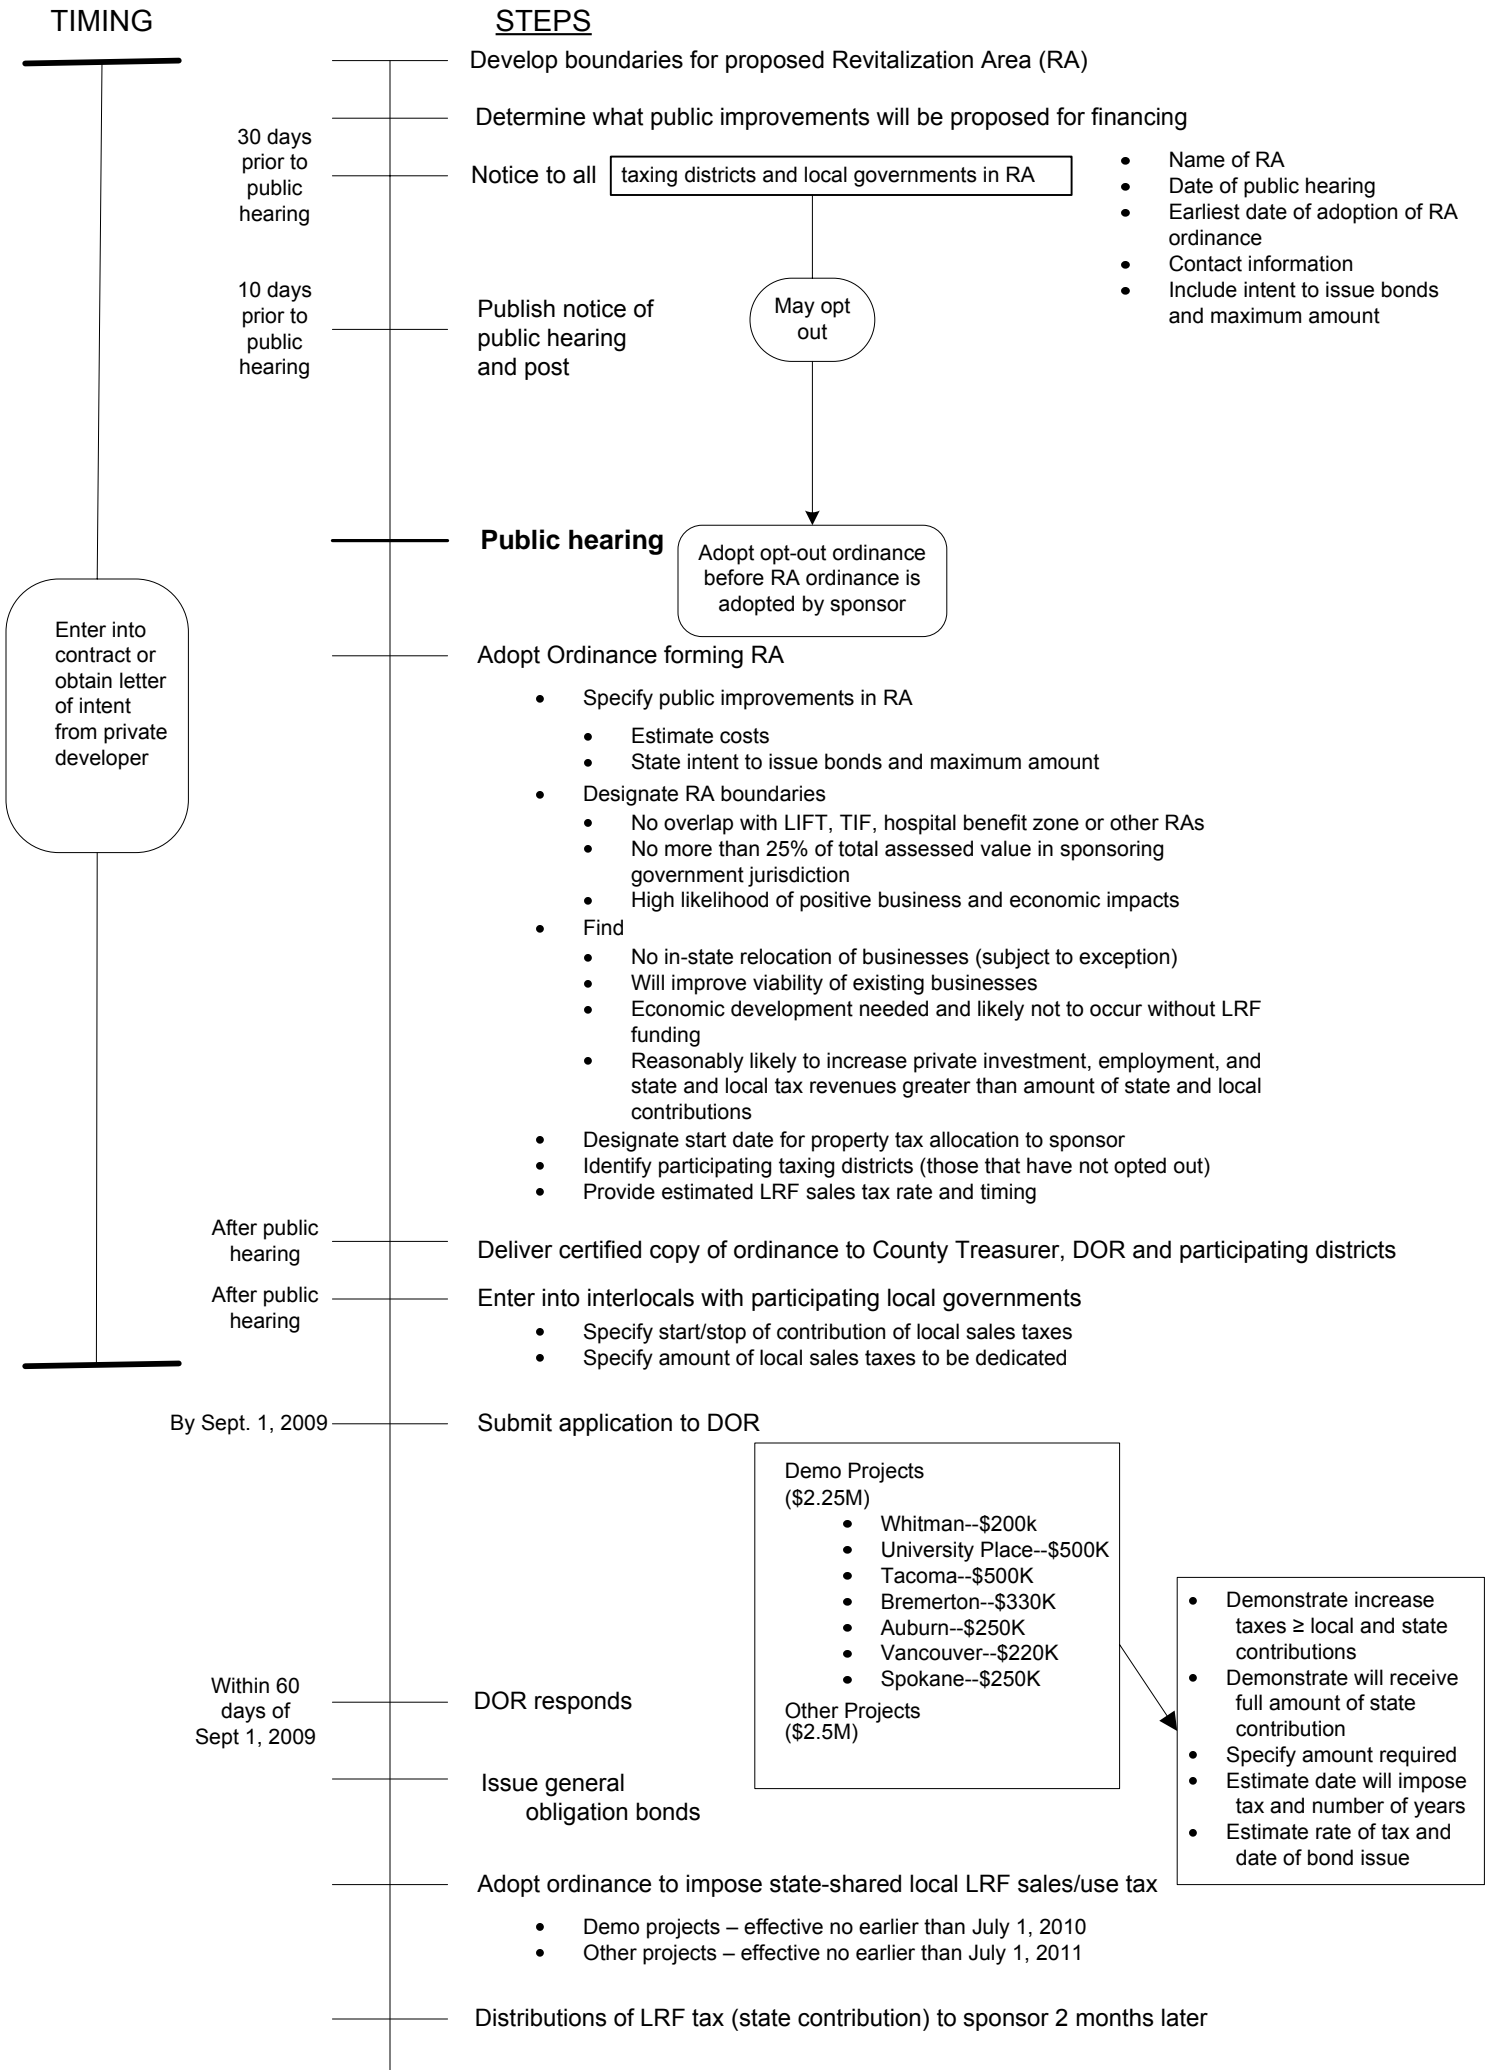 TIMING
STEPS
Develop boundaries for proposed Revitalization Area (RA)
Determine what public improvements will be proposed for financing
30 days
prior to
public
hearing
Notice to all
taxing districts and local governments in RA
• Name of RA
• Date of public hearing
• Earliest date of adoption of RA
ordinance
• Contact information
• Include intent to issue bonds
and maximum amount
10 days
prior to
public
hearing
Publish notice of
public hearing
and post
May opt
out
Public hearing
Adopt opt-out ordinance
before RA ordinance is
adopted by sponsor
Enter into
contract or
obtain letter
of intent
from private
developer
Adopt Ordinance forming RA
• Specify public improvements in RA
• Estimate costs
• State intent to issue bonds and maximum amount
• Designate RA boundaries
• No overlap with LIFT, TIF, hospital benefit zone or other RAs
• No more than 25% of total assessed value in sponsoring
government jurisdiction
• High likelihood of positive business and economic impacts
• Find
• No in-state relocation of businesses (subject to exception)
• Will improve viability of existing businesses
• Economic development needed and likely not to occur without LRF
funding
• Reasonably likely to increase private investment, employment, and
state and local tax revenues greater than amount of state and local
contributions
• Designate start date for property tax allocation to sponsor
• Identify participating taxing districts (those that have not opted out)
• Provide estimated LRF sales tax rate and timing
After public
hearing
Deliver certified copy of ordinance to County Treasurer, DOR and participating districts
After public
hearing
Enter into interlocals with participating local governments
• Specify start/stop of contribution of local sales taxes
• Specify amount of local sales taxes to be dedicated
By Sept. 1, 2009
Submit application to DOR
Demo Projects
($2.25M)
• Whitman--$200k
• University Place--$500K
• Tacoma--$500K
• Bremerton--$330K
• Auburn--$250K
• Vancouver--$220K
• Spokane--$250K
Other Projects
($2.5M)
• Demonstrate increase
taxes ≥ local and state
contributions
• Demonstrate will receive
full amount of state
contribution
• Specify amount required
• Estimate date will impose
tax and number of years
• Estimate rate of tax and
date of bond issue
Within 60
days of
Sept 1, 2009
DOR responds
Issue general
obligation bonds
Adopt ordinance to impose state-shared local LRF sales/use tax
• Demo projects – effective no earlier than July 1, 2010
• Other projects – effective no earlier than July 1, 2011
Distributions of LRF tax (state contribution) to sponsor 2 months later